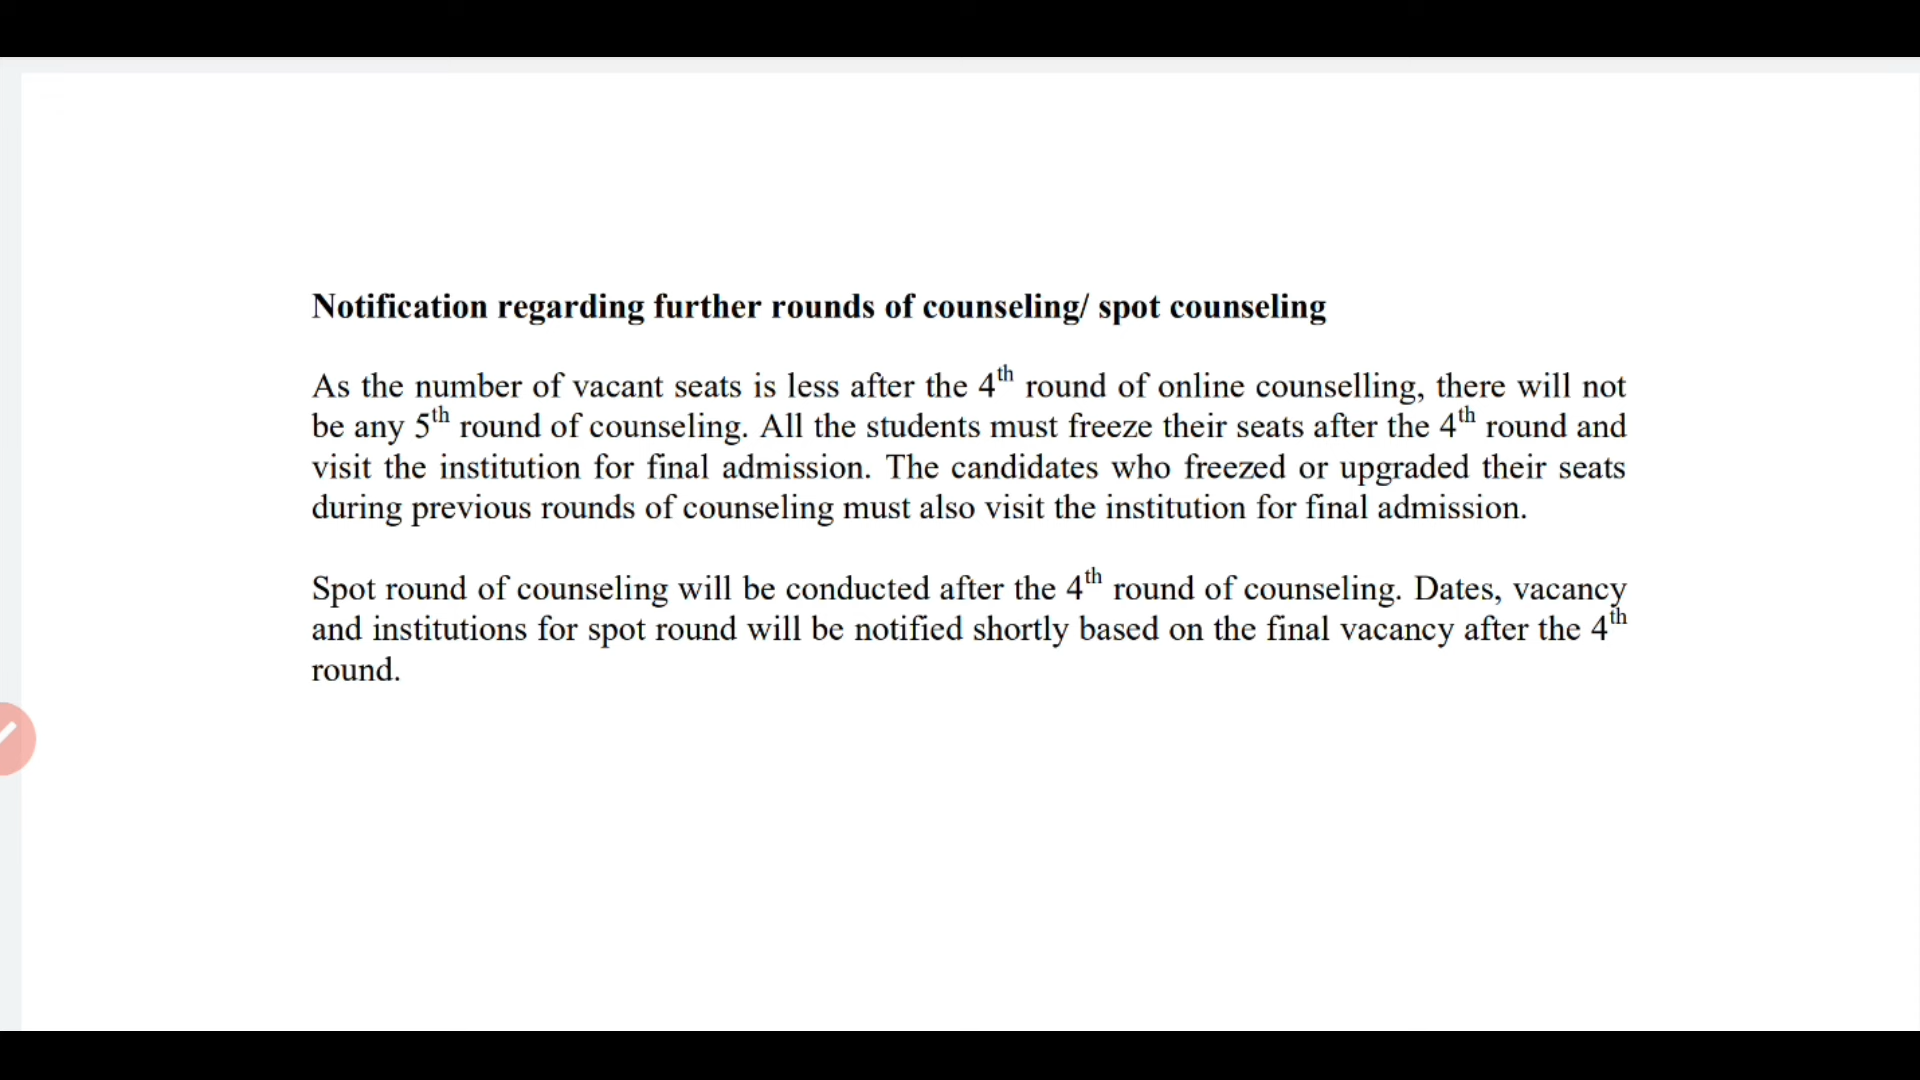 Notification regarding further rounds of counseling/ spot counseling
As the number of vacant seats is less after the 4th round of online counselling, there will not
be any 5th round of counseling. All the students must freeze their seats after the 4th round and
visit the institution for final admission. The candidates who freezed or upgraded their seats
during previous rounds of counseling must also visit the institution for final admission.
Spot round of counseling will be conducted after the 4th round of counseling. Dates, vacancy
and institutions for spot round will be notified shortly based on the final vacancy after the 4th
round.